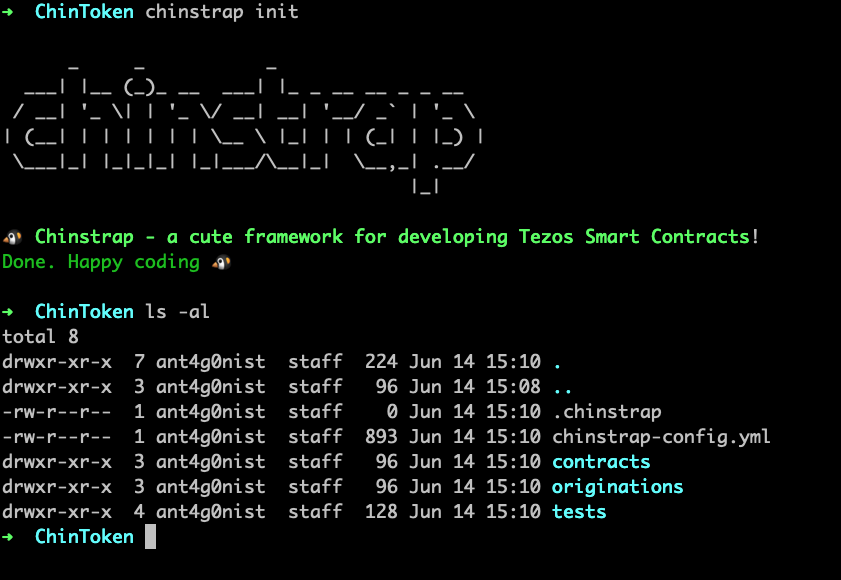 ➜  ChinToken chinstrap init
      _     _           _
  ___| |__ (_)_ __  ___| |_ _ __ __ _ _ __
 / __| '_ \| | '_ \/ __| __| '__/ _` | '_ \
| (__| | | | | | | \__ \ |_| | | (_| | |_) |
 \___|_| |_|_|_| |_|___/\__|_|  \__,_| .__/
                                     |_|
🐧 Chinstrap - a cute framework for developing Tezos Smart Contracts!
Done. Happy coding 🐧
➜  ChinToken ls -al
total 8
drwxr-xr-x  7 ant4g0nist  staff  224 Jun 14 15:10 .
drwxr-xr-x  3 ant4g0nist  staff   96 Jun 14 15:08 ..
-rw-r--r--  1 ant4g0nist  staff    0 Jun 14 15:10 .chinstrap
-rw-r--r--  1 ant4g0nist  staff  893 Jun 14 15:10 chinstrap-config.yml
drwxr-xr-x  3 ant4g0nist  staff   96 Jun 14 15:10 contracts
drwxr-xr-x  3 ant4g0nist  staff   96 Jun 14 15:10 originations
drwxr-xr-x  4 ant4g0nist  staff  128 Jun 14 15:10 tests
➜  ChinToken